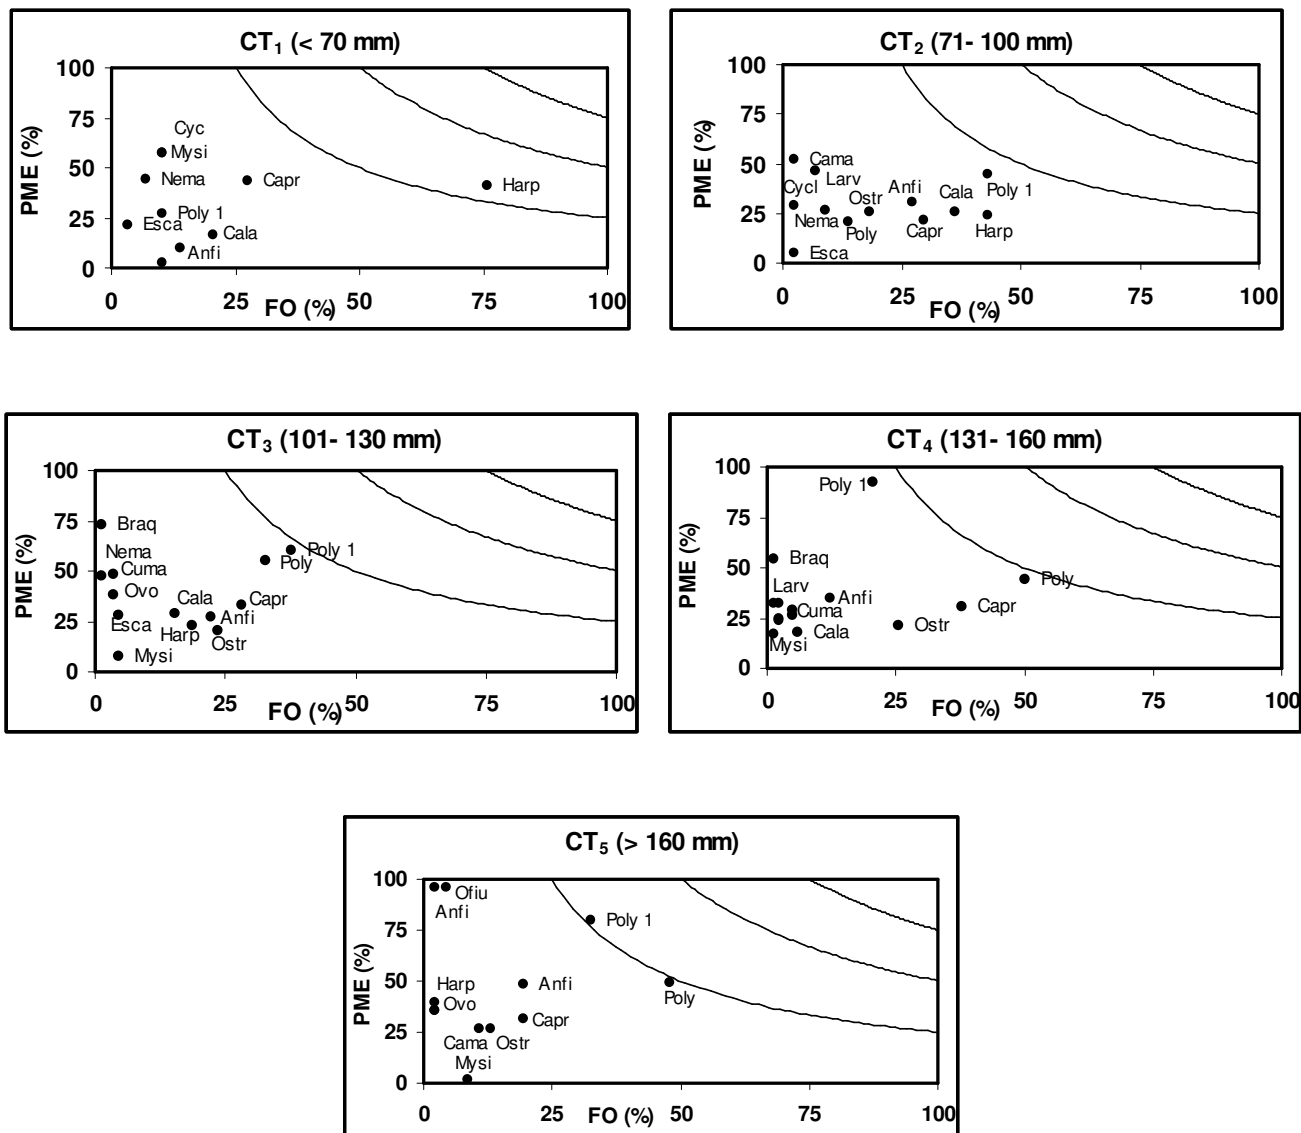 CT1 (< 70 mm)
100
75
50
25
0
PME (%)
Cyc
Mysi
Nema
Capr
Harp
Poly 1
Esca
Cala
Anfi
0 25 50 75 100
FO (%)
CT2 (71- 100 mm)
100
75
50
25
0
PME (%)
Cama
Larv
Cycl
Ostr
Anfi
Cala
Poly 1
Nema
Poly
Capr
Harp
Esca
0 25 50 75 100
FO (%)
CT3 (101- 130 mm)
100
75
50
25
0
PME (%)
Braq
Nema
Cuma
Ovo
Poly 1
Poly
Cala
Capr
Esca
Harp
Anfi
Ostr
Mysi
0 25 50 75 100
FO (%)
CT4 (131- 160 mm)
100
75
50
25
0
PME (%)
Poly 1
Braq
Poly
Larv
Anfi
Cuma
Capr
Cala
Ostr
Mysi
0 25 50 75 100
FO (%)
CT5 (> 160 mm)
100
75
50
25
0
PME (%)
Ofiu
Anfi
Poly 1
Harp
Anfi
Ovo
Poly
Capr
Cama
Ostr
Mysi
0 25 50 75 100
FO (%)